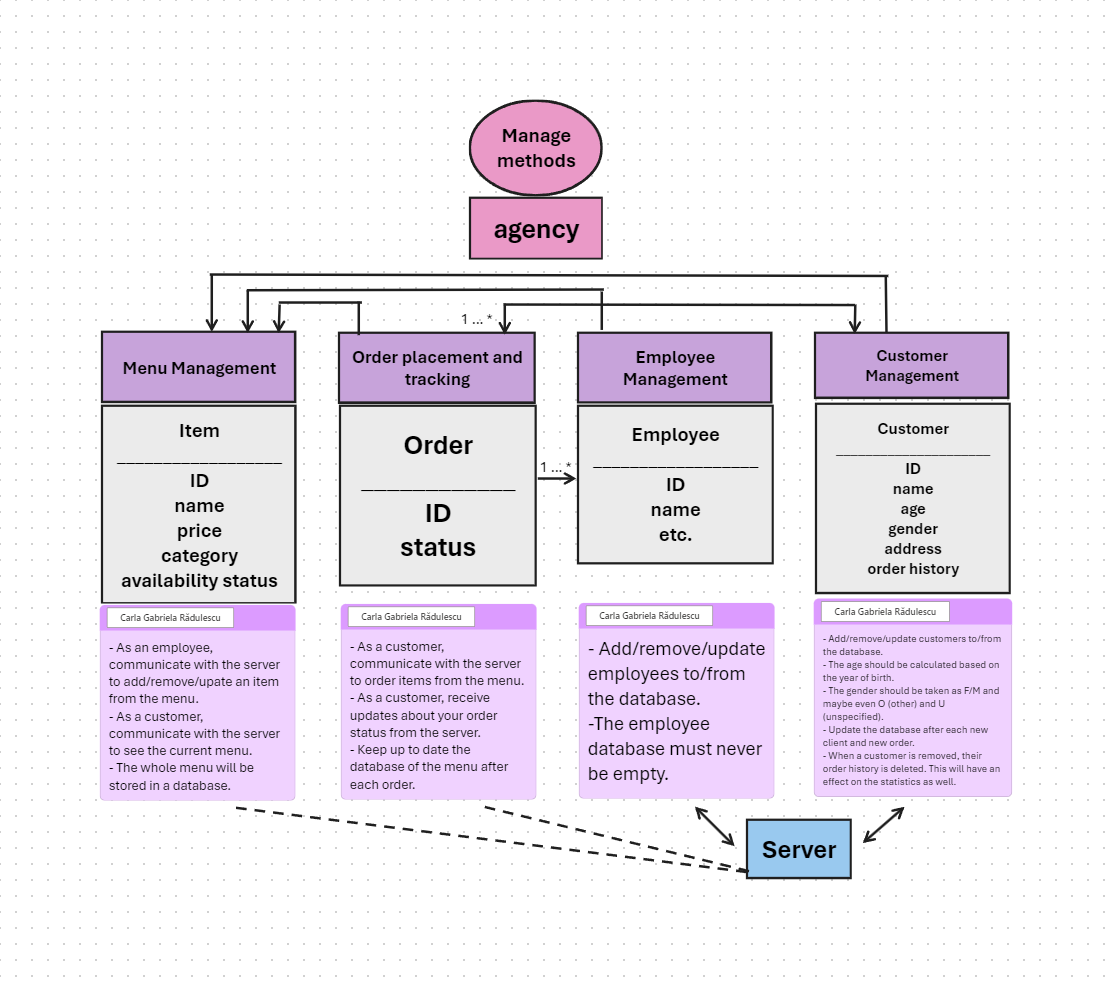 Manage
methods
agency
1 ... *
Menu Management
Order placement and
tracking
Employee
Management
Customer
Management
Item
___________________
ID
name
price
category
availability status
Order
______________
ID
status
1 ... *
Employee
___________________
ID
name
etc.
Customer
______________________
ID
name
age
gender
address
order history
Carla Gabriela Rădulescu
- As an employee,
communicate with the server
to add/remove/upate an item
from the menu.
- As a customer,
communicate with the server
to see the current menu.
- The whole menu will be
stored in a database.
Carla Gabriela Rădulescu
- As a customer,
communicate with the server
to order items from the menu.
- As a customer, receive
updates about your order
status from the server.
- Keep up to date the
database of the menu after
each order.
Carla Gabriela Rădulescu
- Add/remove/update
employees to/from
the database.
-The employee
database must never
be empty.
Carla Gabriela Rădulescu
- Add/remove/update customers to/from
the database.
- The age should be calculated based on
the year of birth.
- The gender should be taken as F/M and
maybe even O (other) and U
(unspecified).
- Update the database after each new
client and new order.
- When a customer is removed, their
order history is deleted. This will have an
effect on the statistics as well.
Server